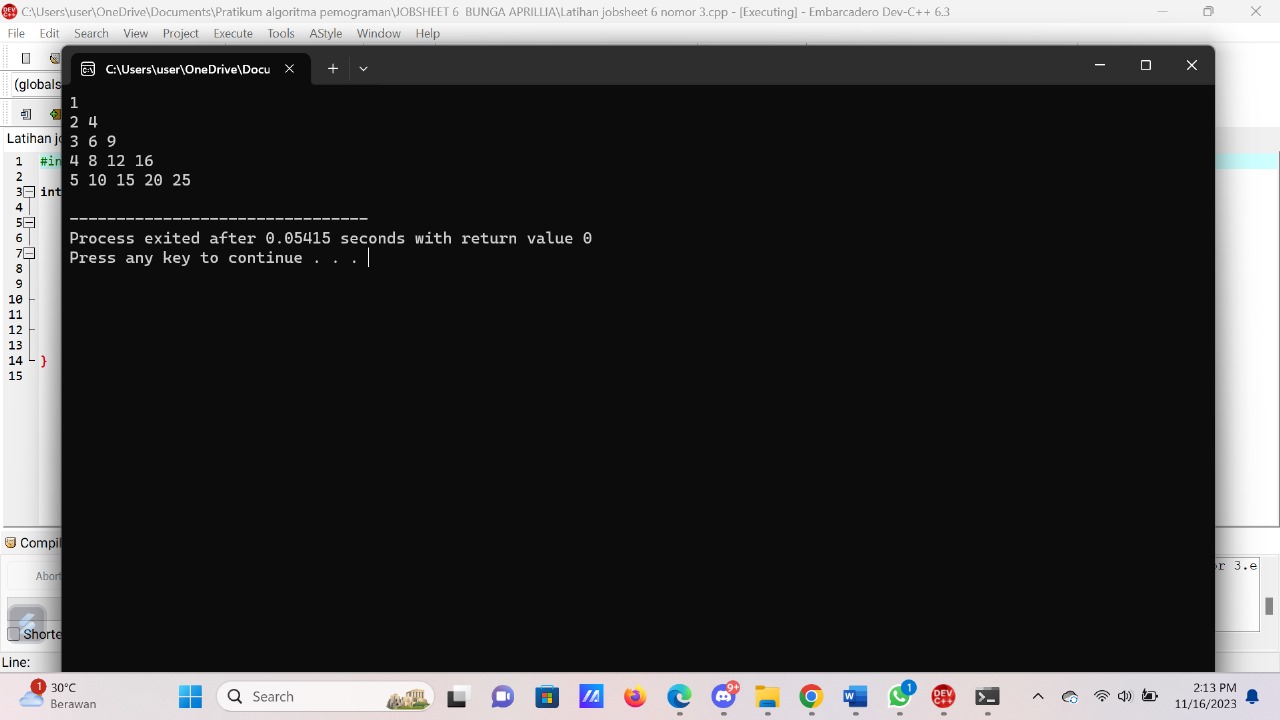 C:\Users\user\OneDrive\Documents\Pratikum algoritma pemograman\JOBSHEET 6 BUNGA APRILLIA\Latihan jobsheet 6 nomor 3.cpp - [Executing] - Embarcadero Dev-C++ 6.3
File Edit Search View Project Execute Tools AStyle Window Help
C:\Users\user\OneDrive\Docu
(globals
1
2 4
3 6 9
4 8 12 16
5 10 15 20 25
--------------------------------
Process exited after 0.05415 seconds with return value 0
Press any key to continue . . .
Latihan jo
1 #in
2
3 int
4
5
6
7
8
9
10
11
12
13
14 }
15
Compil
r 3.e
Abort
Shorte
Line:
1
30°C
Berawan
Search
9+
1
DEV C++
2:13 PM
11/16/2023